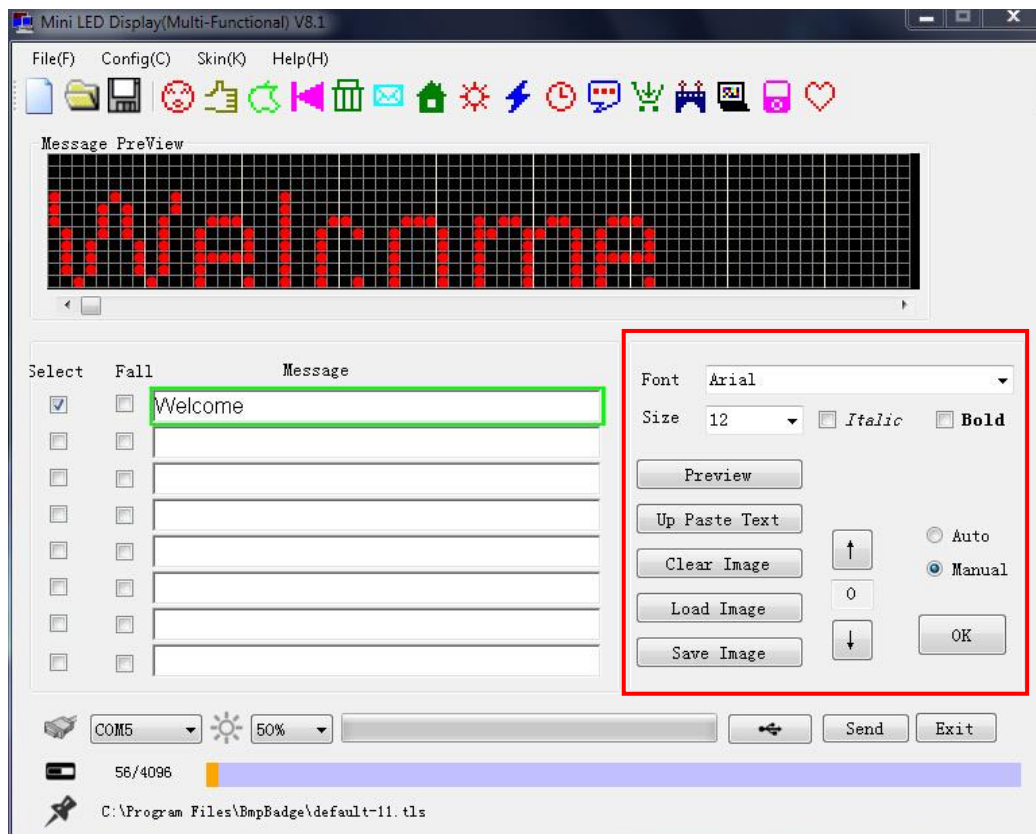 Mini LED Display(Multi-Functional) V8.1
File(F) Config(C) Skin(K) Help(H)
Message PreView
Welcome
Select Fall Message
Welcome
Font Arial
Size 12 Italic Bold
Preview
Up Paste Text
Clear Image
Load Image
Save Image
0
Auto
Manual
OK
COM5 50% Send Exit
56/4096
C:\Program Files\BmpBadge\default-11.tls